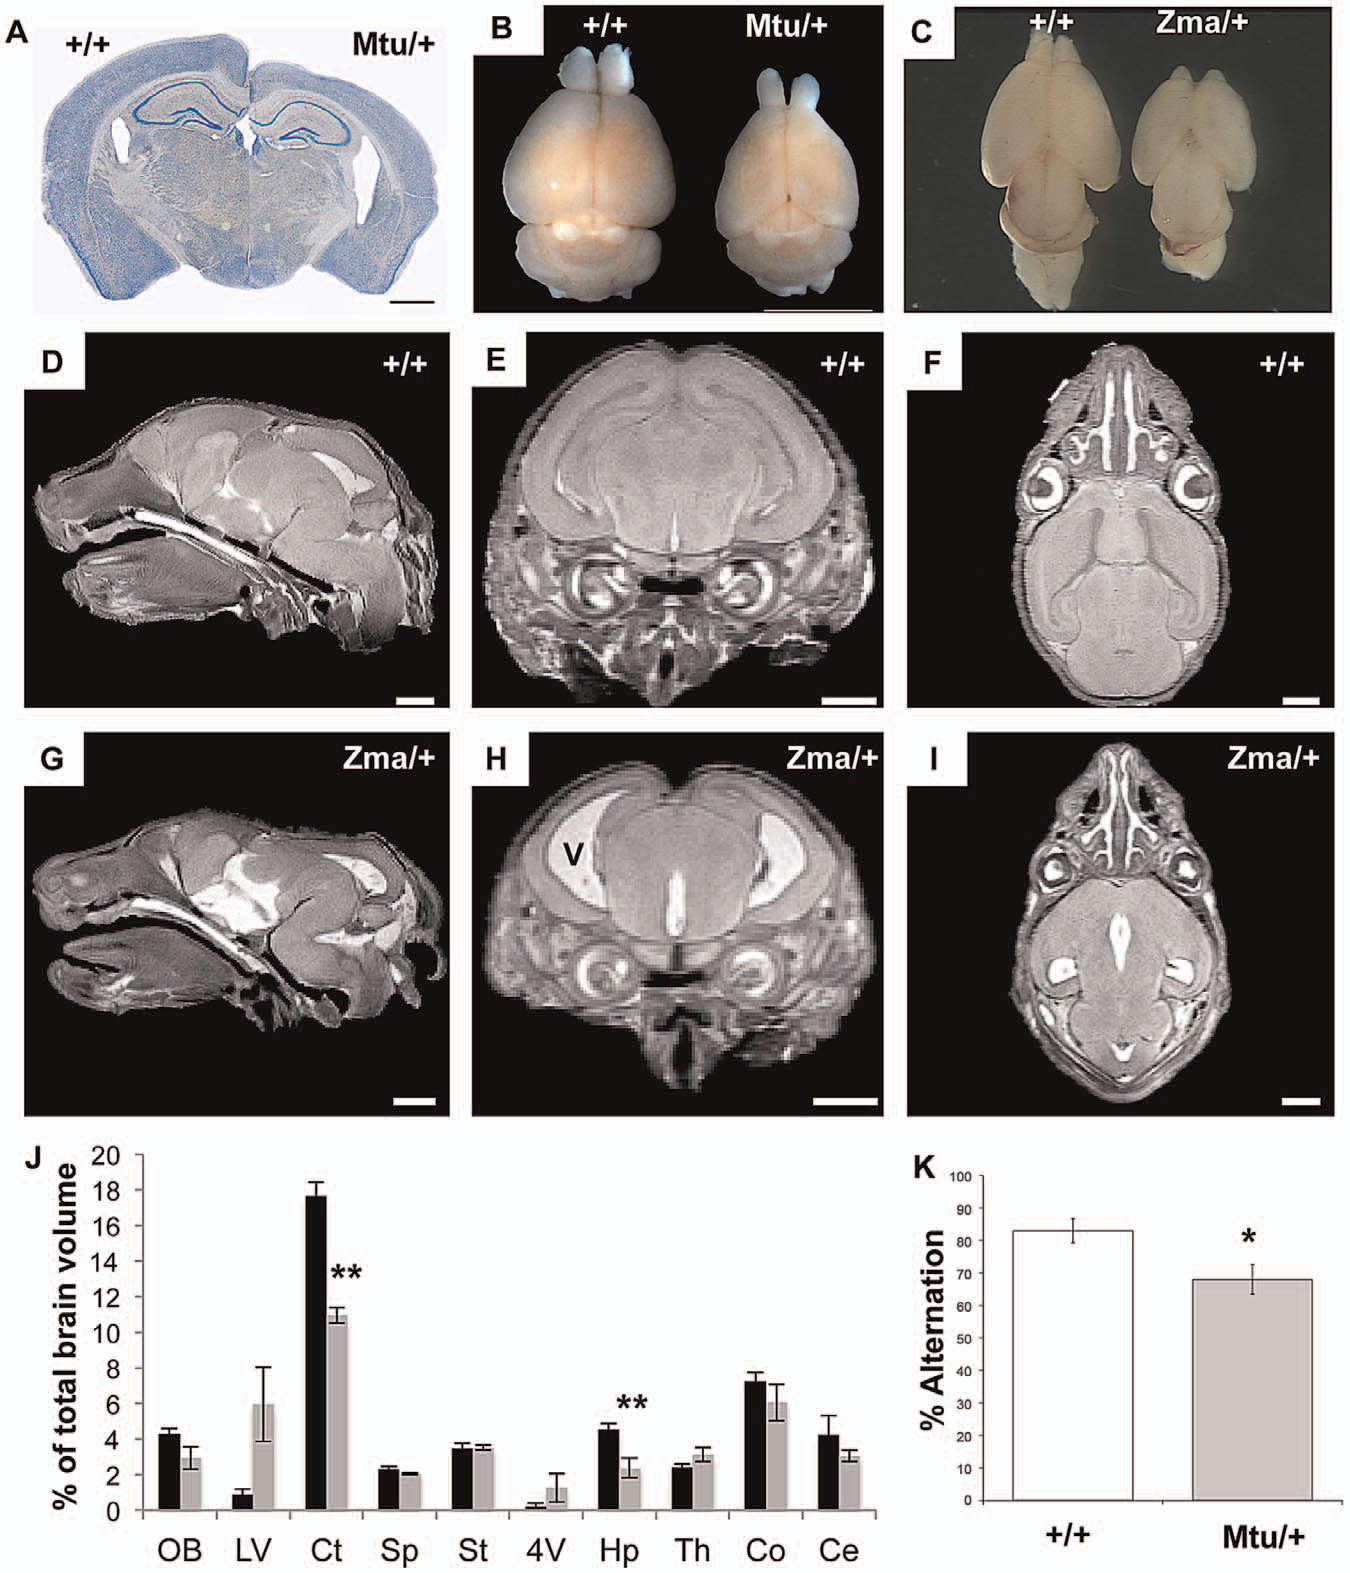 A
+/+
Mtu/+
B
+/+
Mtu/+
C
+/+
Zma/+
D
+/+
E
+/+
F
+/+
G
Zma/+
H
Zma/+
V
I
Zma/+
J
% of total brain volume
20
18
16
14
12
10
8
6
4
2
0
**
**
OB LV Ct Sp St 4V Hp Th Co Ce
K
% Alternation
100
90
80
70
60
50
40
30
20
10
0
*
+/+ Mtu/+